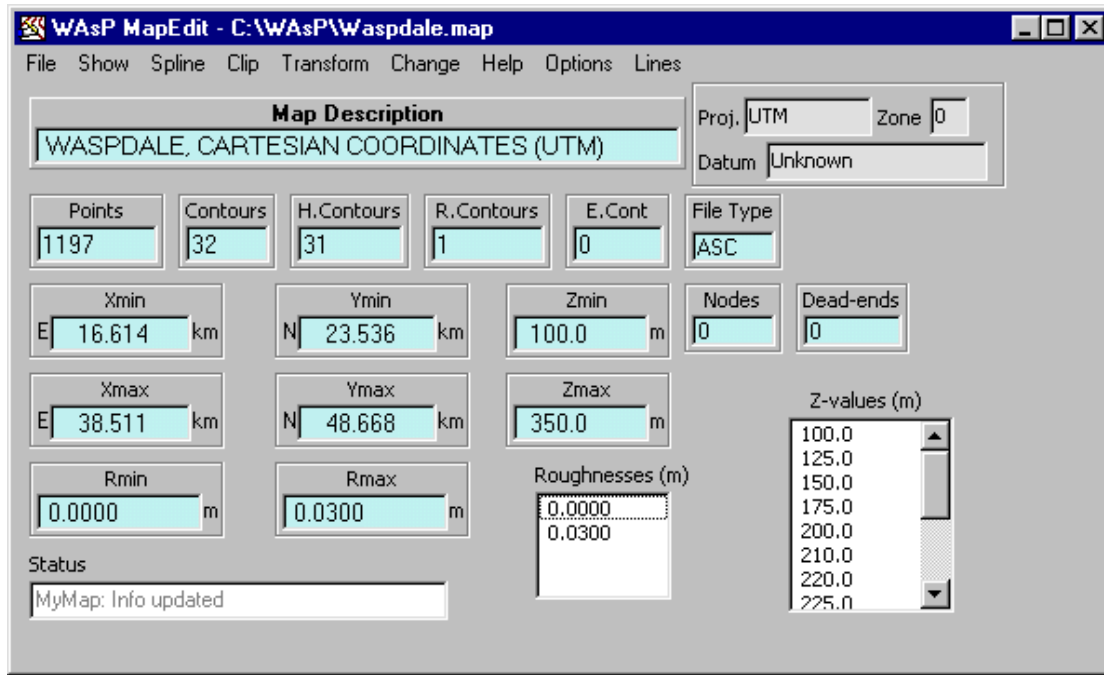 WAsP MapEdit - C:\WAsP\Waspdale.map
File Show Spline Clip Transform Change Help Options Lines
Map Description
WASPDALE, CARTESIAN COORDINATES (UTM)
Proj. UTM Zone 0
Datum Unknown
Points Contours H.Contours R.Contours E.Cont File Type
1197 32 31 1 0 ASC
Xmin Ymin Zmin Nodes Dead-ends
E 16.614 km N 23.536 km 100.0 m 0 0
Xmax Ymax Zmax
E 38.511 km N 48.668 km 350.0 m
Z-values (m)
100.0
125.0
150.0
175.0
200.0
210.0
220.0
225.0
Rmin Rmax
0.0000 m 0.0300 m
Roughnesses (m)
0.0000
0.0300
Status
MyMap: Info updated